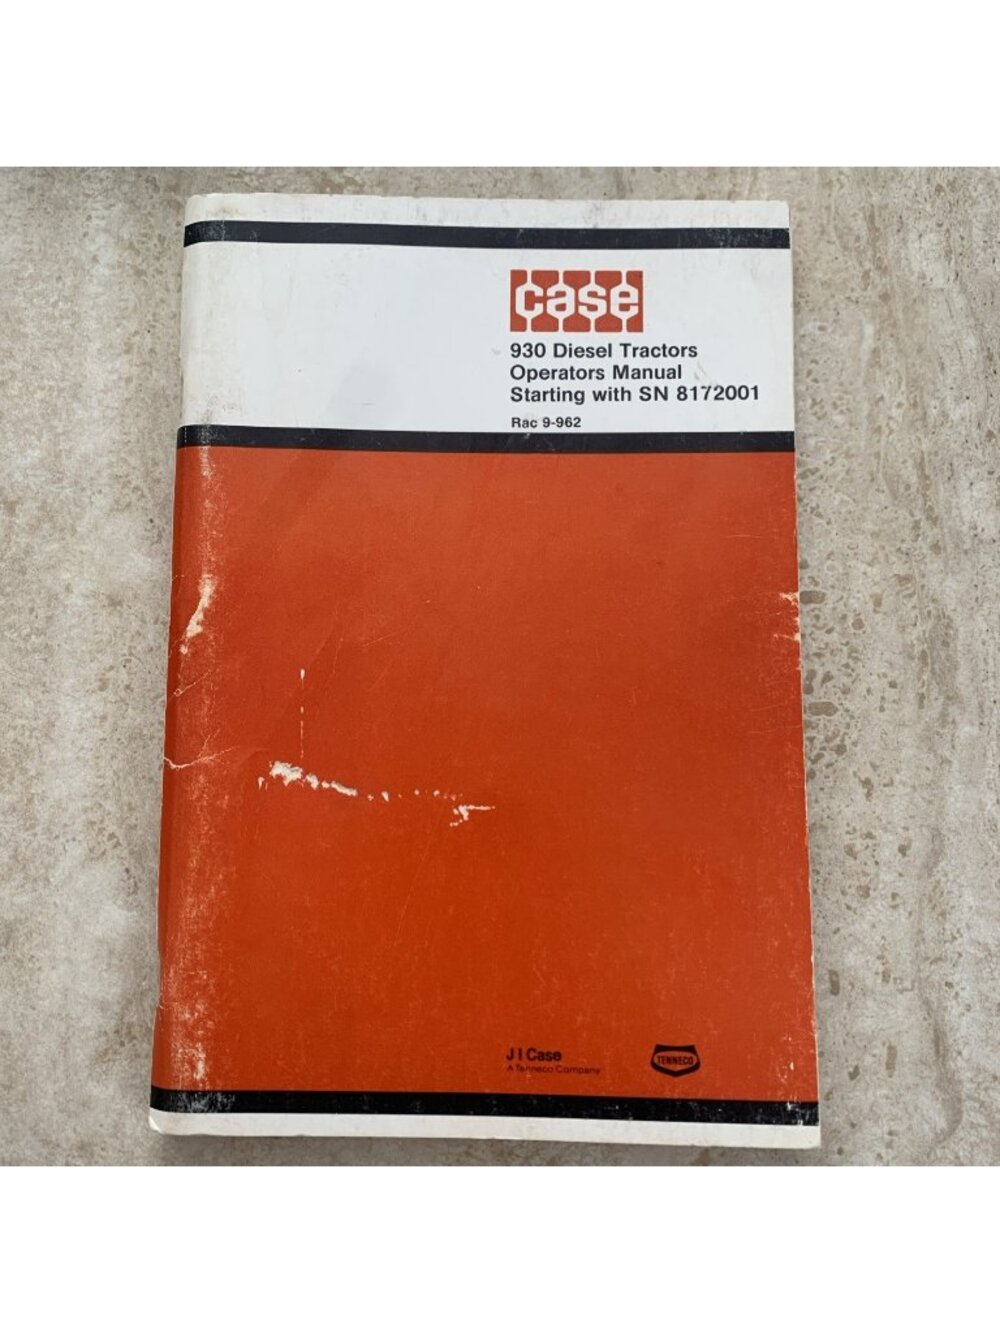 case
930 Diesel Tractors
Operators Manual
Starting with SN 8172001
Rac 9-962
J I Case
A Tenneco Company
TENNECO